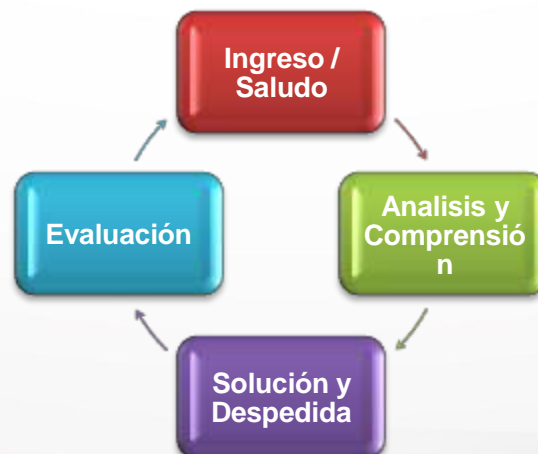 Ingreso /
Saludo
Analisis y
Comprensió
n
Solución y
Despedida
Evaluación